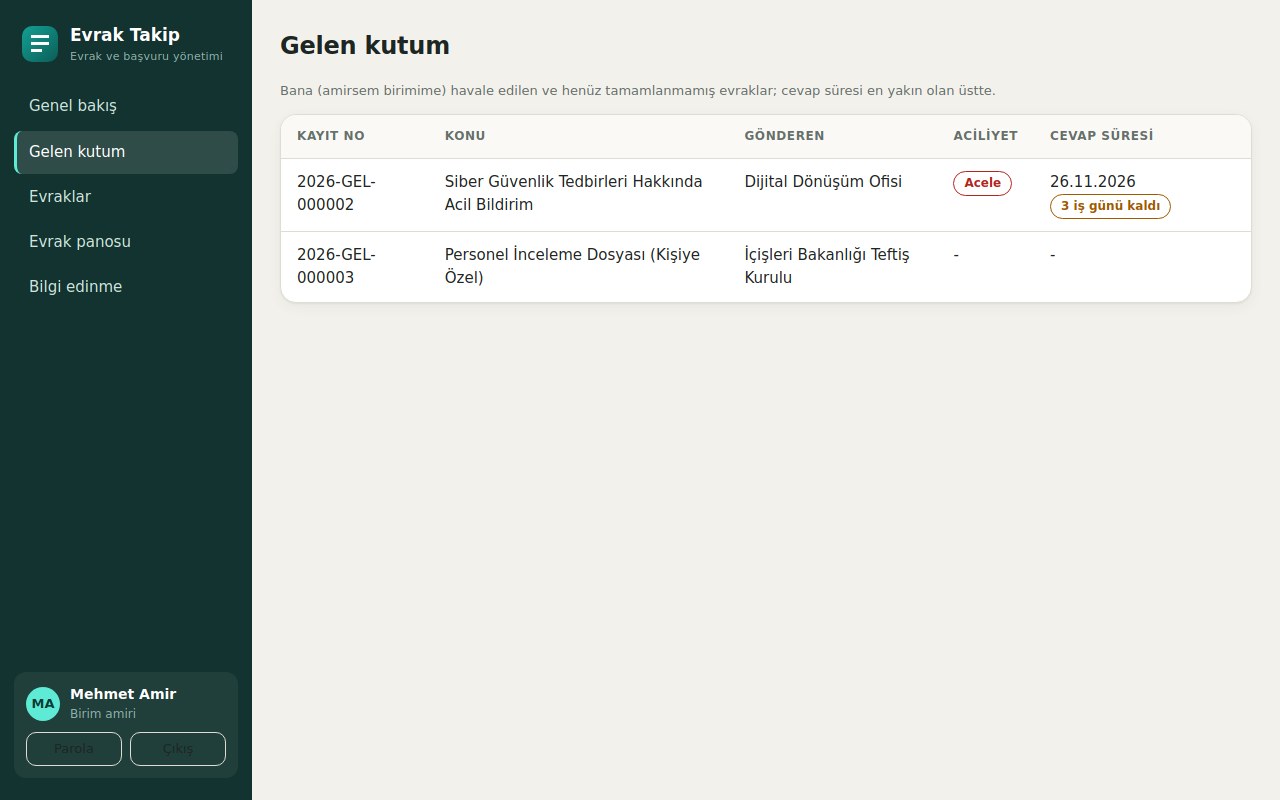 Evrak Takip
Evrak ve başvuru yönetimi
Genel bakış
Gelen kutum
Evraklar
Evrak panosu
Bilgi edinme
MA
Mehmet Amir
Birim amiri
Parola
Çıkış
Gelen kutum
Bana (amirsem birimime) havale edilen ve henüz tamamlanmamış evraklar; cevap süresi en yakın olan üstte.
KAYIT NO KONU GÖNDEREN ACİLİYET CEVAP SÜRESİ
2026-GEL- Siber Güvenlik Tedbirleri Hakkında Dijital Dönüşüm Ofisi Acele 26.11.2026
000002 Acil Bildirim 3 iş günü kaldı
2026-GEL- Personel İnceleme Dosyası (Kişiye İçişleri Bakanlığı Teftiş - -
000003 Özel) Kurulu